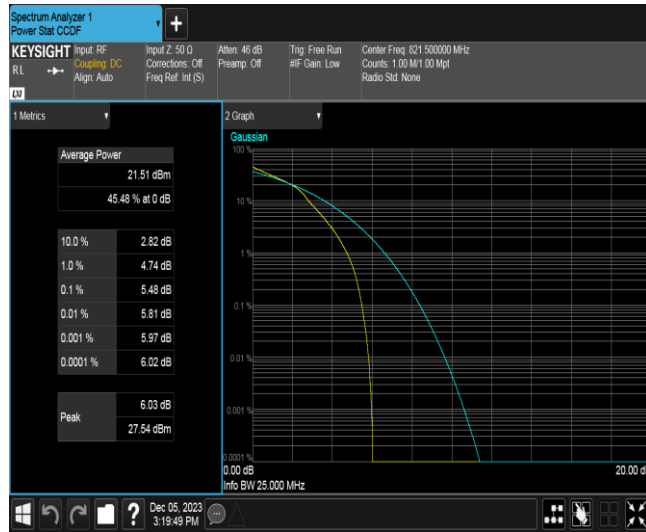 Spectrum Analyzer 1
Power Stat CCDF
+
KEYSIGHT
RL
LXI
Input: RF
Coupling: DC
Align: Auto
Input Z: 50 Ω
Corrections: Off
Freq Ref: Int (S)
Atten: 46 dB
Preamp: Off
Trig: Free Run
#IF Gain: Low
Center Freq: 821.500000 MHz
Counts: 1.00 M/1.00 Mpt
Radio Std: None
1 Metrics
Average Power
21.51 dBm
45.48 % at 0 dB
10.0 % 2.82 dB
1.0 % 4.74 dB
0.1 % 5.48 dB
0.01 % 5.81 dB
0.001 % 5.97 dB
0.0001 % 6.02 dB
Peak
6.03 dB
27.54 dBm
2 Graph
Gaussian
100 %
10 %
1 %
0.1 %
0.01 %
0.001 %
0.0001 %
0.00 dB
20.00 d
Info BW 25.000 MHz
?
Dec 05, 2023
3:19:49 PM